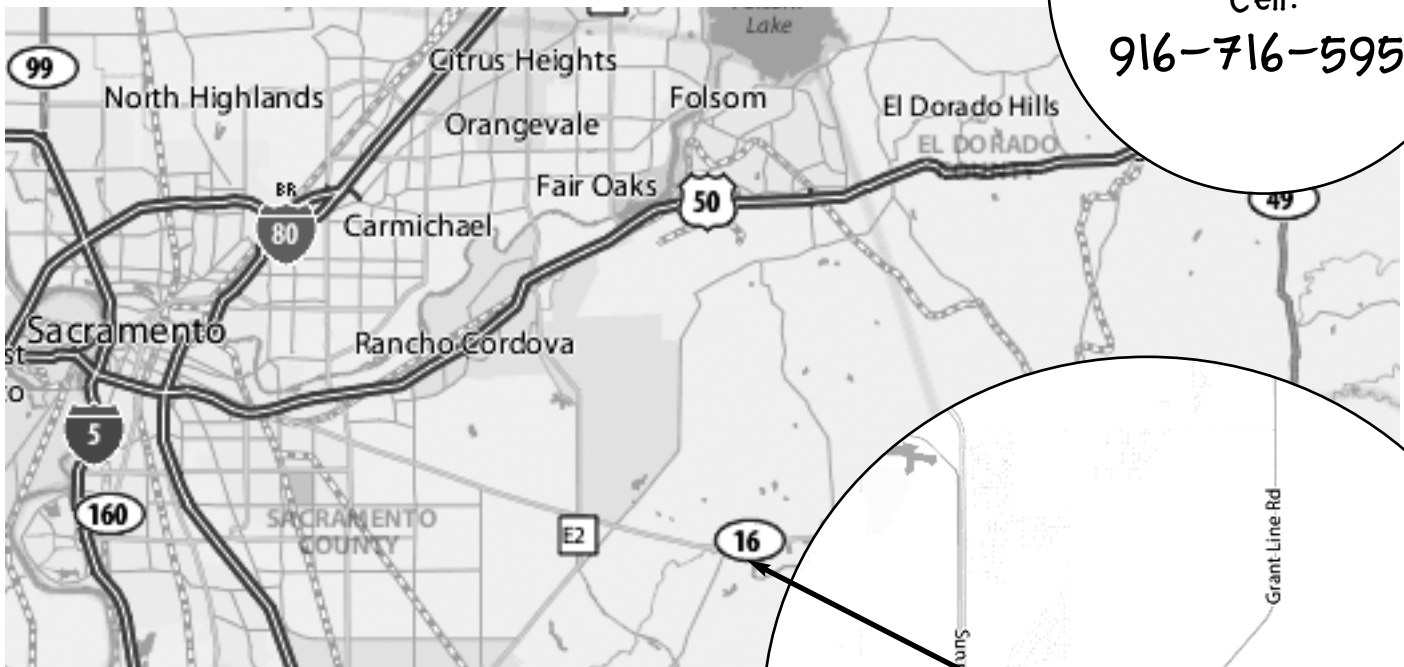 Lake
916-716-595
99
Citrus Heights
North Highlands
Folsom
El Dorado Hills
Orangevale
EL DORADO
Fair Oaks
BR
50
49
80
Carmichael
Sacramento
Rancho Cordova
5
160
SACRAMENTO
COUNTY
E2
16
Grant Line Rd